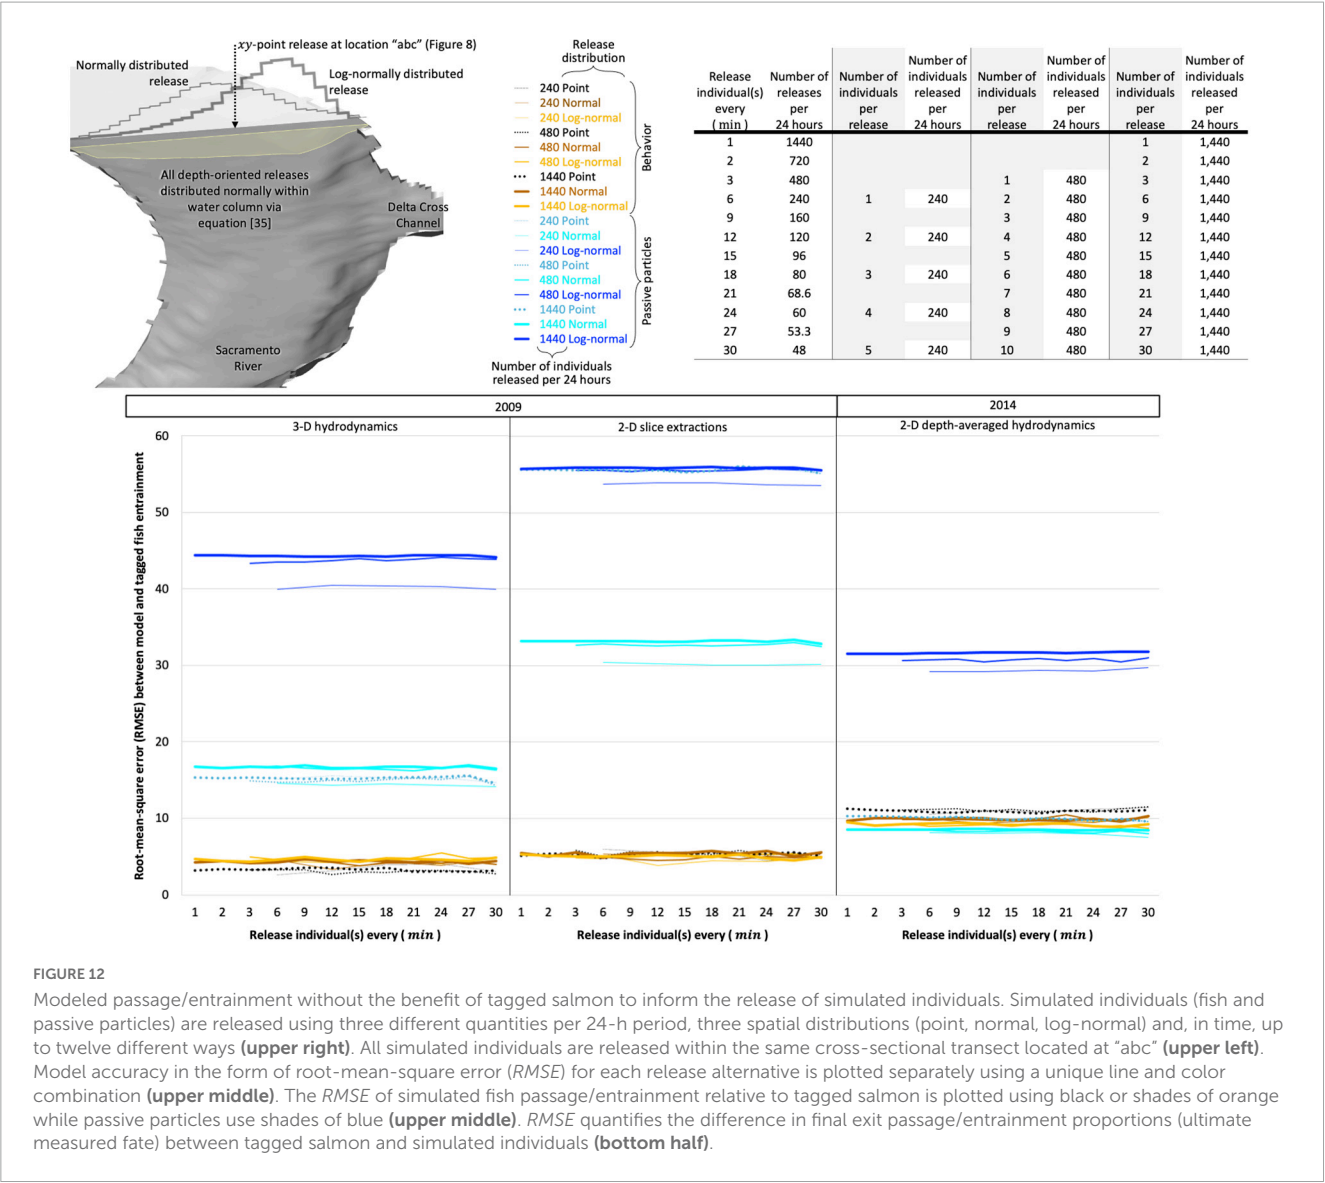 xy-point release at location “abc” (Figure 8)
Normally distributed
release
Log-normally distributed
release
All depth-oriented releases
distributed normally within
water column via
equation [35]
Delta Cross
Channel
Sacramento
River
Release
distribution
240 Point
240 Normal
240 Log-normal
480 Point
480 Normal
480 Log-normal
1440 Point
1440 Normal
1440 Log-normal
240 Point
240 Normal
240 Log-normal
480 Point
480 Normal
480 Log-normal
1440 Point
1440 Normal
1440 Log-normal
Behavior
Passive particles
Number of individuals
released per 24 hours
Release individual(s) every (min) Number of releases per 24 hours Number of individuals per release Number of individuals released per 24 hours Number of individuals per release Number of individuals released per 24 hours Number of individuals per release Number of individuals released per 24 hours
1 1440 1 1,440
2 720 2 1,440
3 480 1 480 3 1,440
6 240 1 240 2 480 6 1,440
9 160 3 480 9 1,440
12 120 2 240 4 480 12 1,440
15 96 5 480 15 1,440
18 80 3 240 6 480 18 1,440
21 68.6 7 480 21 1,440
24 60 4 240 8 480 24 1,440
27 53.3 9 480 27 1,440
30 48 5 240 10 480 30 1,440
2009 2014
3-D hydrodynamics 2-D slice extractions 2-D depth-averaged hydrodynamics
Root-mean-square error (RMSE) between model and tagged fish entrainment
60
50
40
30
20
10
0
1 2 3 6 9 12 15 18 21 24 27 30 1 2 3 6 9 12 15 18 21 24 27 30 1 2 3 6 9 12 15 18 21 24 27 30
Release individual(s) every ( min ) Release individual(s) every ( min ) Release individual(s) every ( min )
FIGURE 12
Modeled passage/entrainment without the benefit of tagged salmon to inform the release of simulated individuals. Simulated individuals (fish and
passive particles) are released using three different quantities per 24-h period, three spatial distributions (point, normal, log-normal) and, in time, up
to twelve different ways (upper right). All simulated individuals are released within the same cross-sectional transect located at “abc” (upper left).
Model accuracy in the form of root-mean-square error (RMSE) for each release alternative is plotted separately using a unique line and color
combination (upper middle). The RMSE of simulated fish passage/entrainment relative to tagged salmon is plotted using black or shades of orange
while passive particles use shades of blue (upper middle). RMSE quantifies the difference in final exit passage/entrainment proportions (ultimate
measured fate) between tagged salmon and simulated individuals (bottom half).